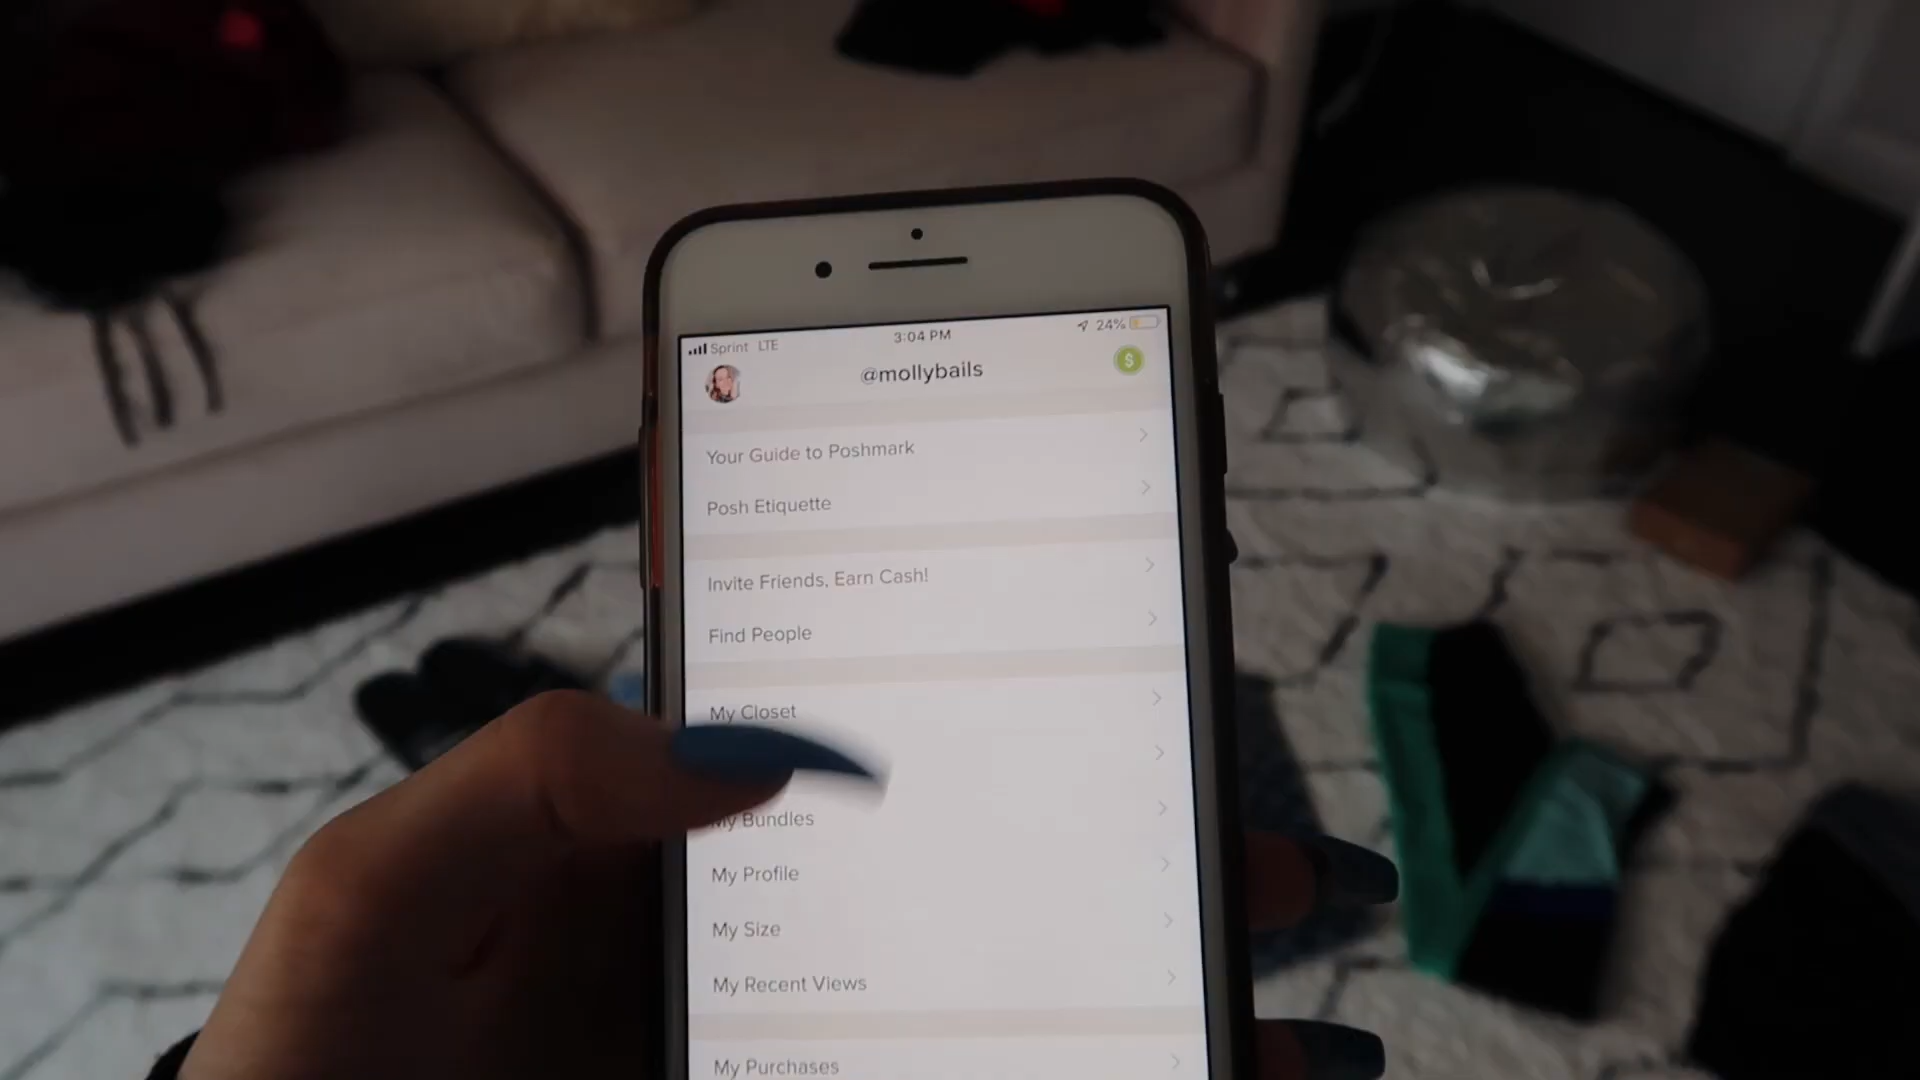 Sprint LTE 3:04 PM 24%
@mollybails
$
Your Guide to Poshmark
Posh Etiquette
Invite Friends, Earn Cash!
Find People
My Closet
My Bundles
My Profile
My Size
My Recent Views
My Purchases